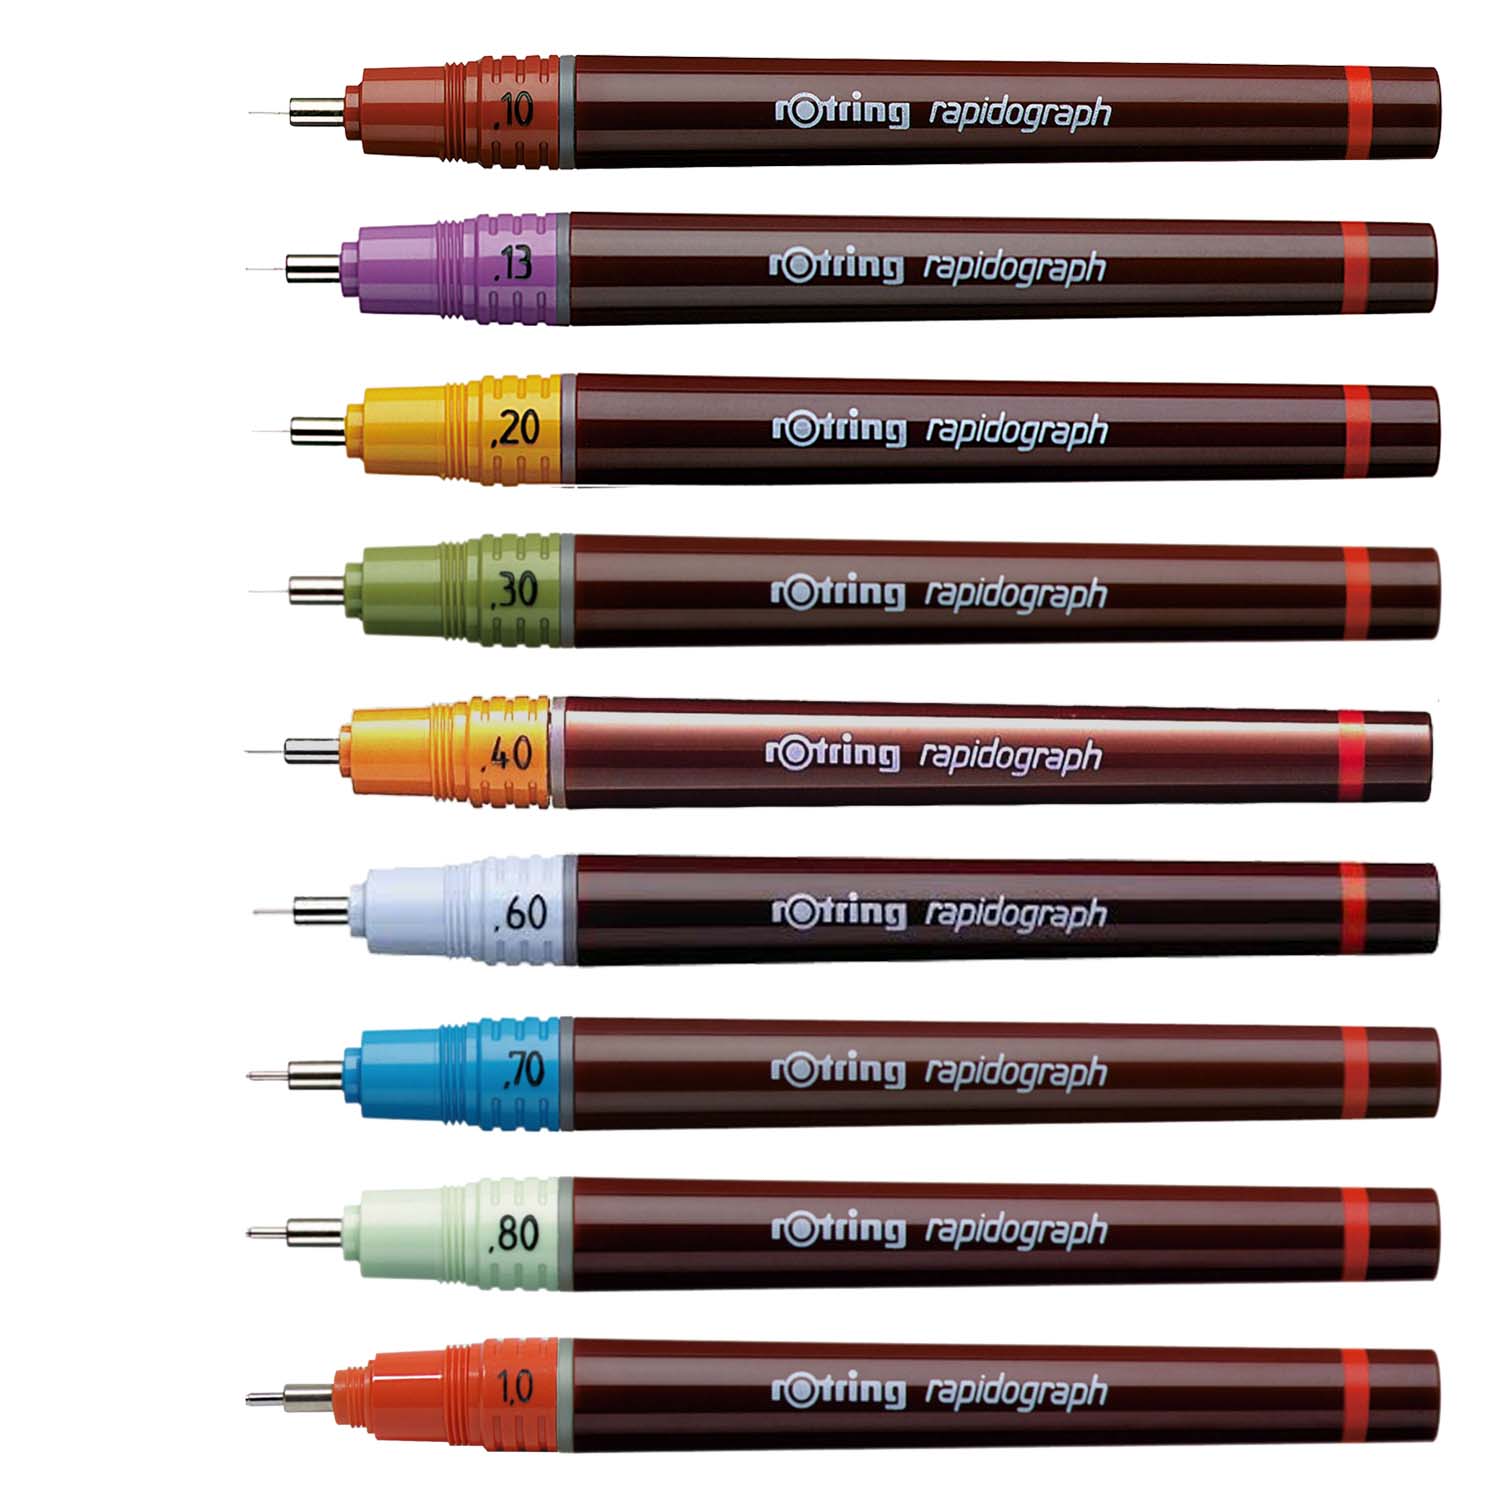 .10 rotring rapidograph
.13 rotring rapidograph
.20 rotring rapidograph
.30 rotring rapidograph
.40 rotring rapidograph
.60 rotring rapidograph
.70 rotring rapidograph
.80 rotring rapidograph
1,0 rotring rapidograph